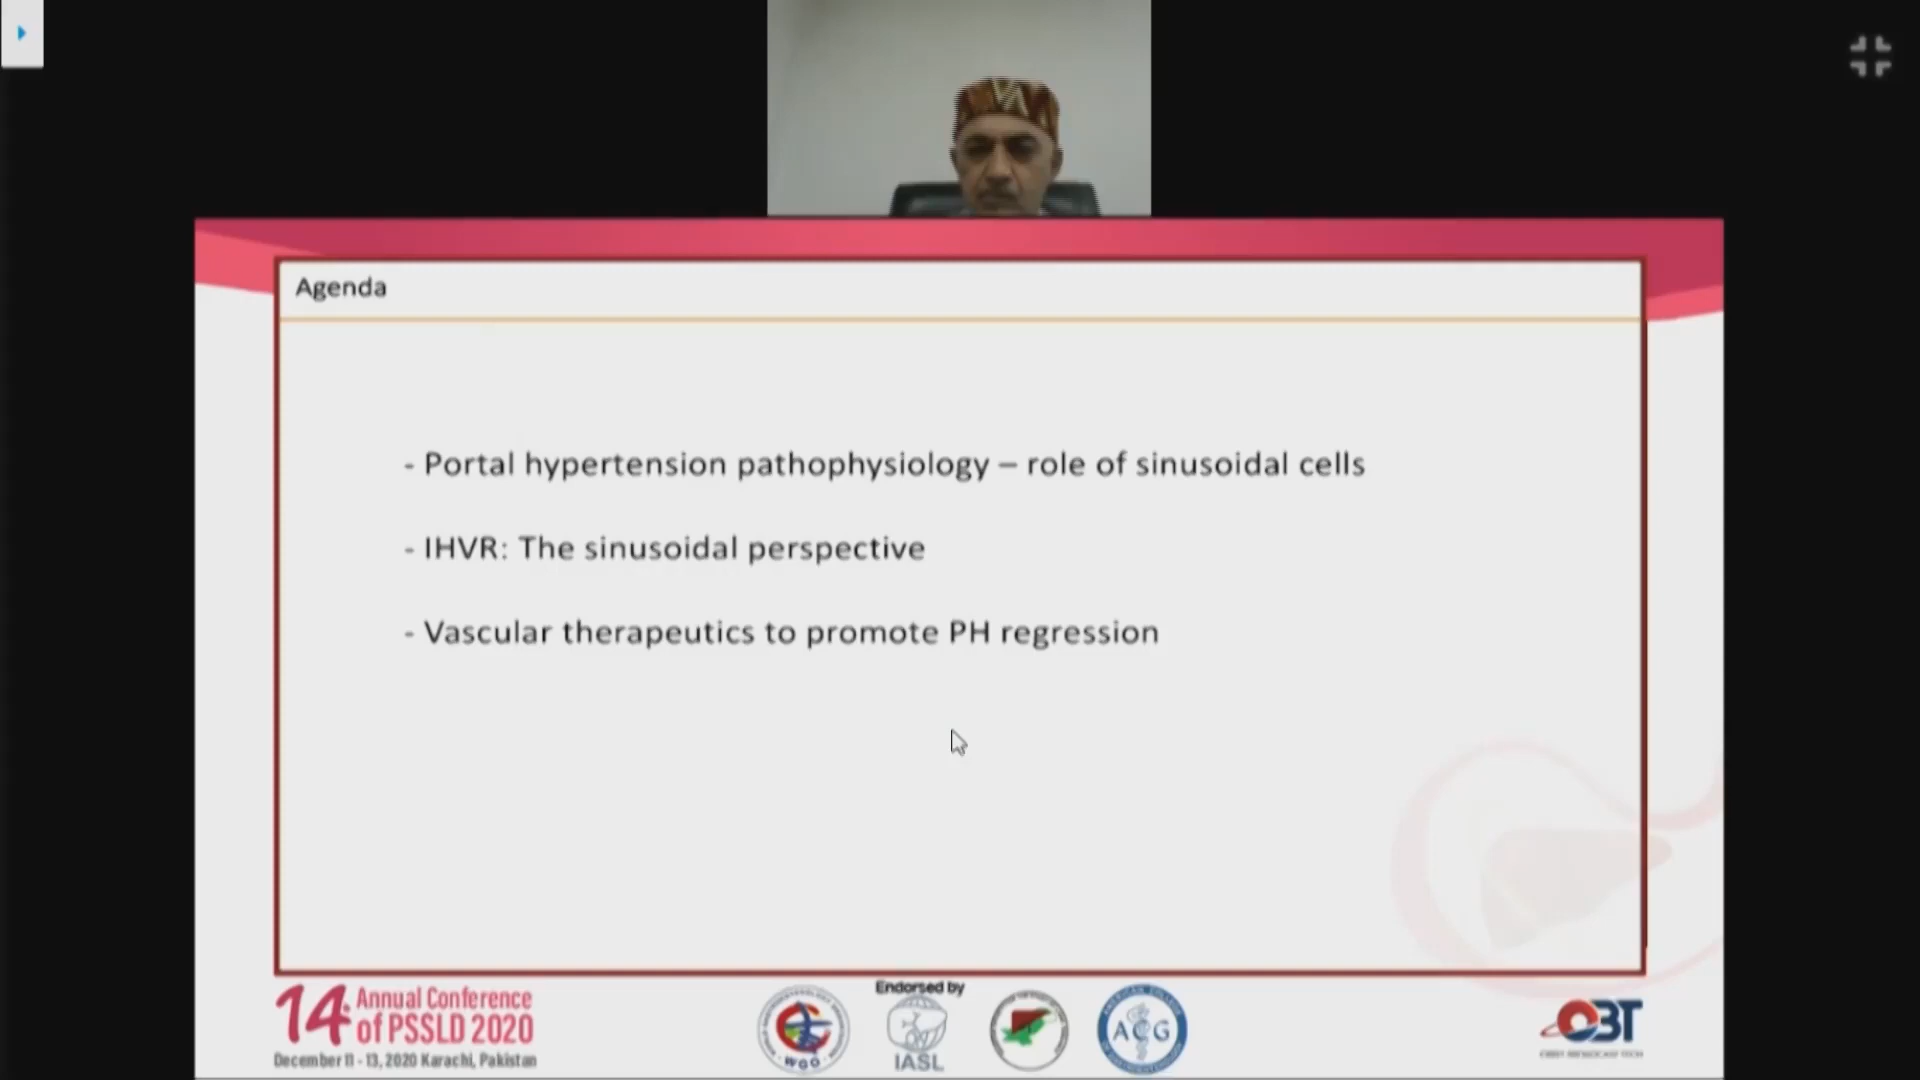 Agenda
- Portal hypertension pathophysiology – role of sinusoidal cells
- IHVR: The sinusoidal perspective
- Vascular therapeutics to promote PH regression
14th Annual Conference
of PSSLD 2020
December 11 - 13, 2020 Karachi, Pakistan
Endorsed by
WGO
IASL
ACG
OBT